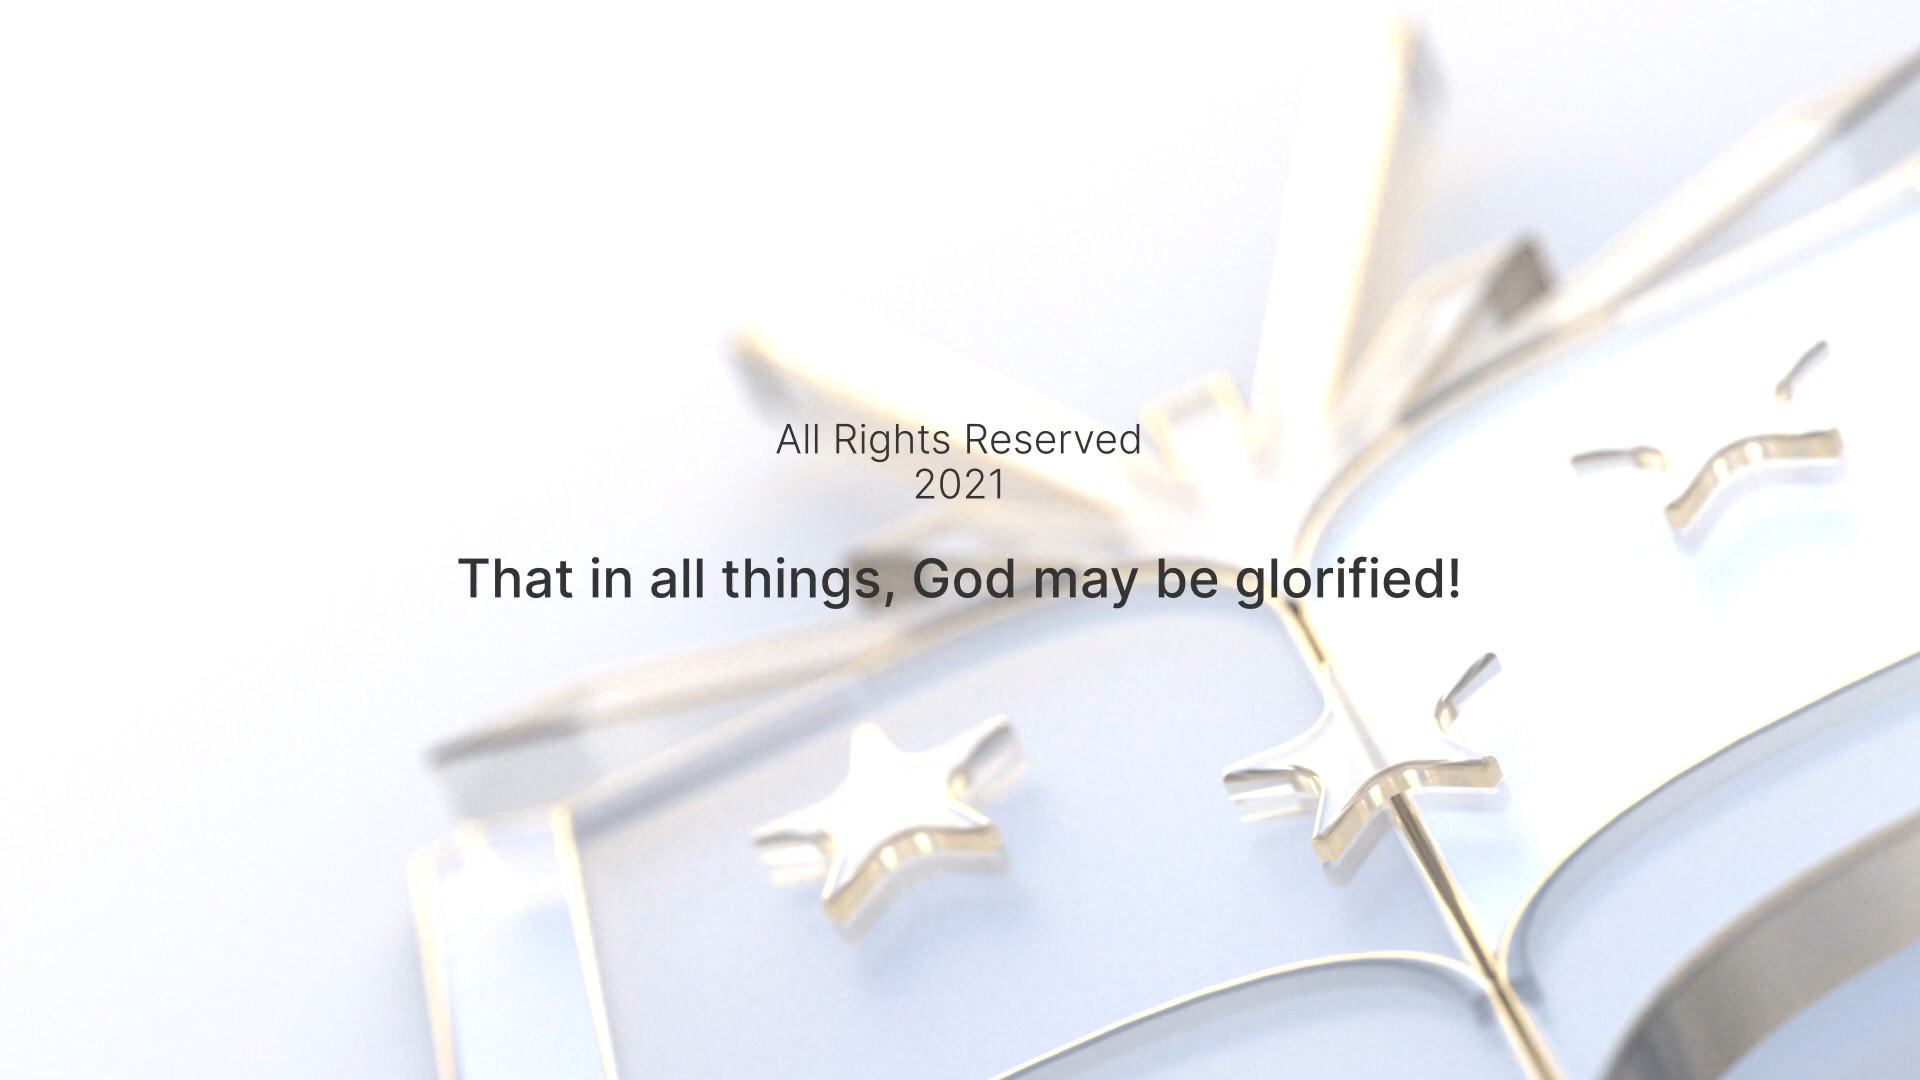 All Rights Reserved
2021
That in all things, God may be glorified!